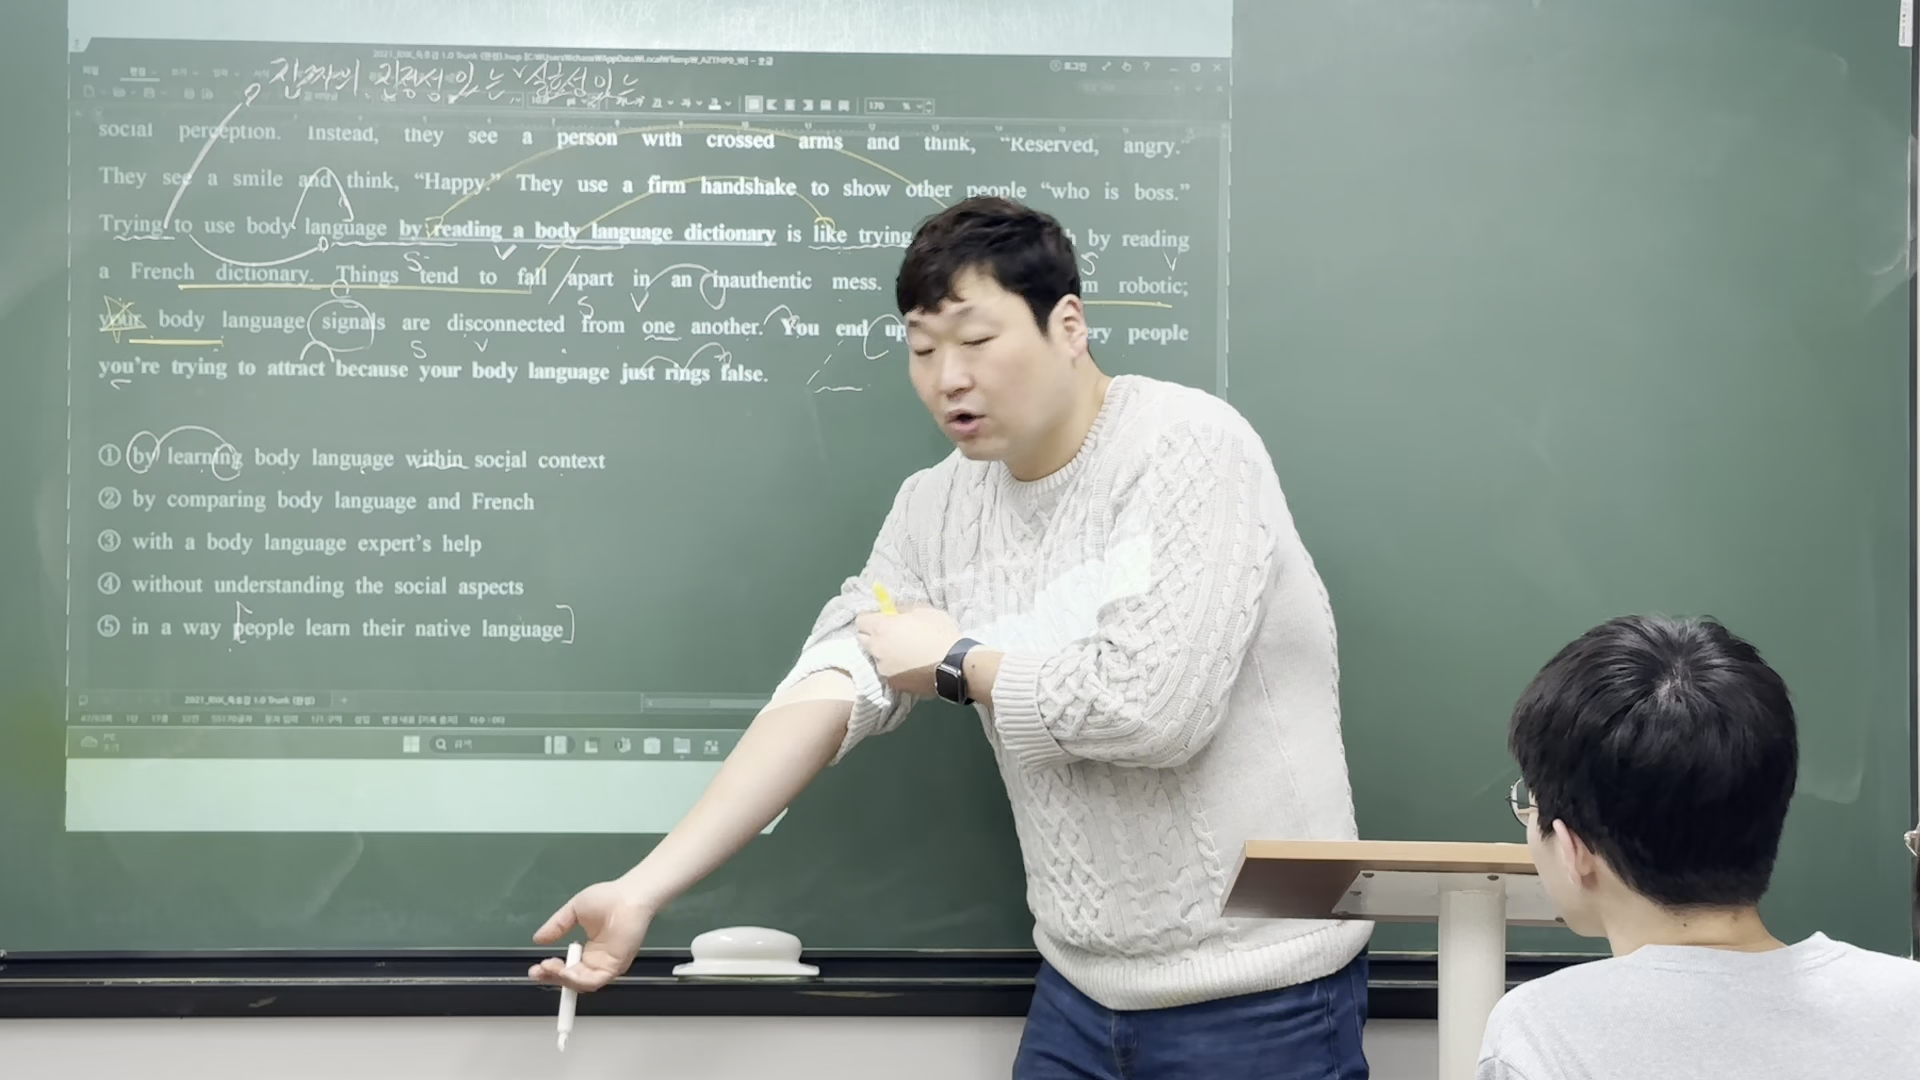 진짜의, 진정성 있는, 실효성 있는
social perception. Instead, they see a person with crossed arms and think, “Reserved, angry.”
They see a smile and think, “Happy.” They use a firm handshake to show other people “who is boss.”
Trying to use body language by reading a body language dictionary is like trying by reading
a French dictionary. Things tend to fall apart in an inauthentic mess. robotic;
your body language signals are disconnected from one another. You end up people
you’re trying to attract because your body language just rings false.
① by learning body language within social context
② by comparing body language and French
③ with a body language expert’s help
④ without understanding the social aspects
⑤ in a way people learn their native language